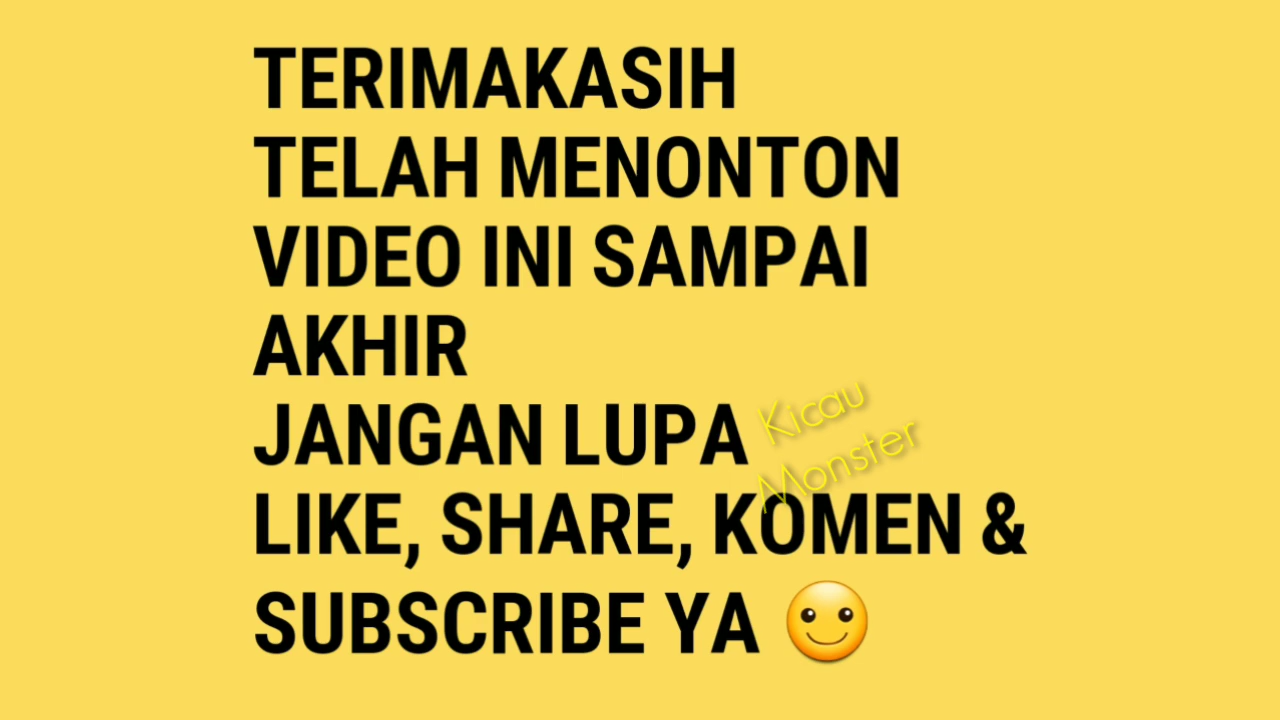 TERIMAKASIH
TELAH MENONTON
VIDEO INI SAMPAI
AKHIR
JANGAN LUPA
LIKE, SHARE, KOMEN &
SUBSCRIBE YA 🙂
Kicau
Monster